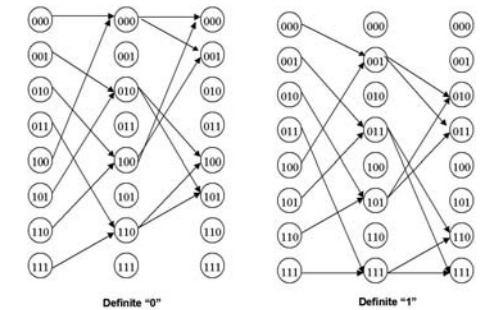 000 000 000 000 000 000
001 001 001 001 001 001
010 010 010 010 010 010
011 011 011 011 011 011
100 100 100 100 100 100
101 101 101 101 101 101
110 110 110 110 110 110
111 111 111 111 111 111
Definite "0" Definite "1"